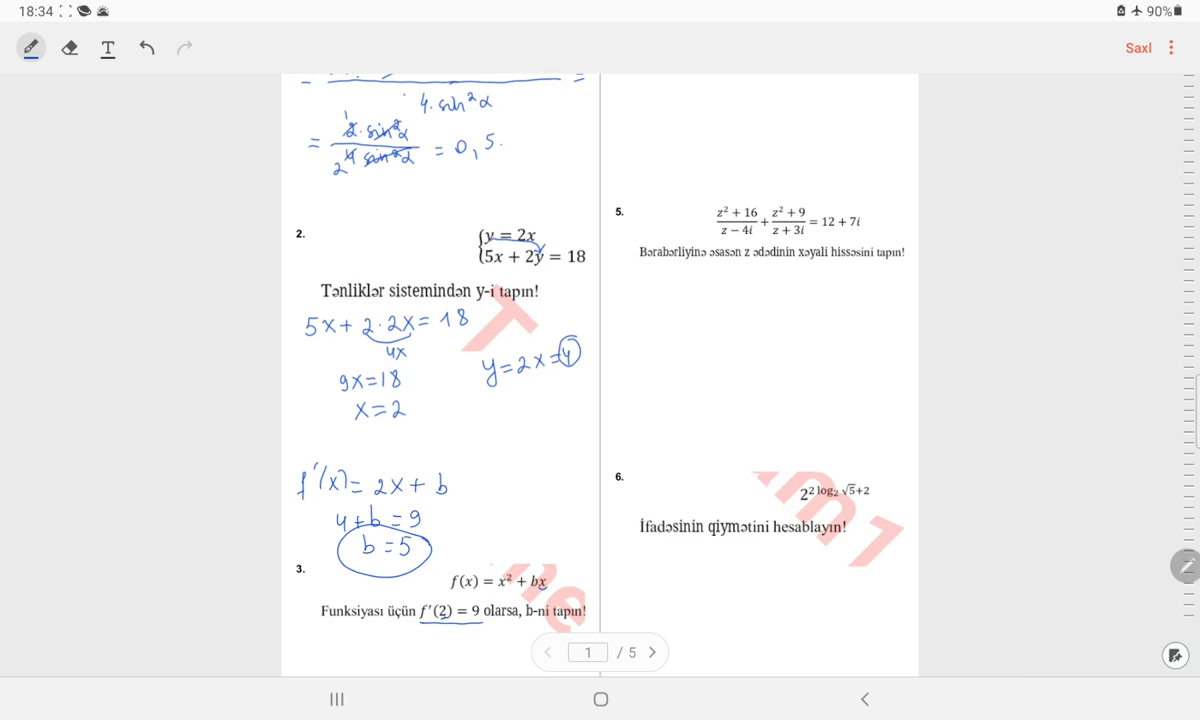 18:34
90%
T
Saxl
=
=
4. sin²α
= 2. sin²α / 4 sin²α = 0,5.
1
2
2.
{y = 2x
5x + 2y = 18
Tənliklər sistemindən y-i tapın!
5x + 2·2x = 18
4x
9x = 18
x = 2
y = 2x = 4
f'(x) = 2x + b
4 + b = 9
b = 5
3.
f(x) = x² + bx
Funksiyası üçün f'(2) = 9 olarsa, b-ni tapın!
5.
(z² + 16)/(z − 4i) + (z² + 9)/(z + 3i) = 12 + 7i
Bərabərliyinə əsasən z ədədinin xəyali hissəsini tapın!
6.
2^(2 log₂ √5+2)
İfadəsinin qiymətini hesablayın!
1 / 5